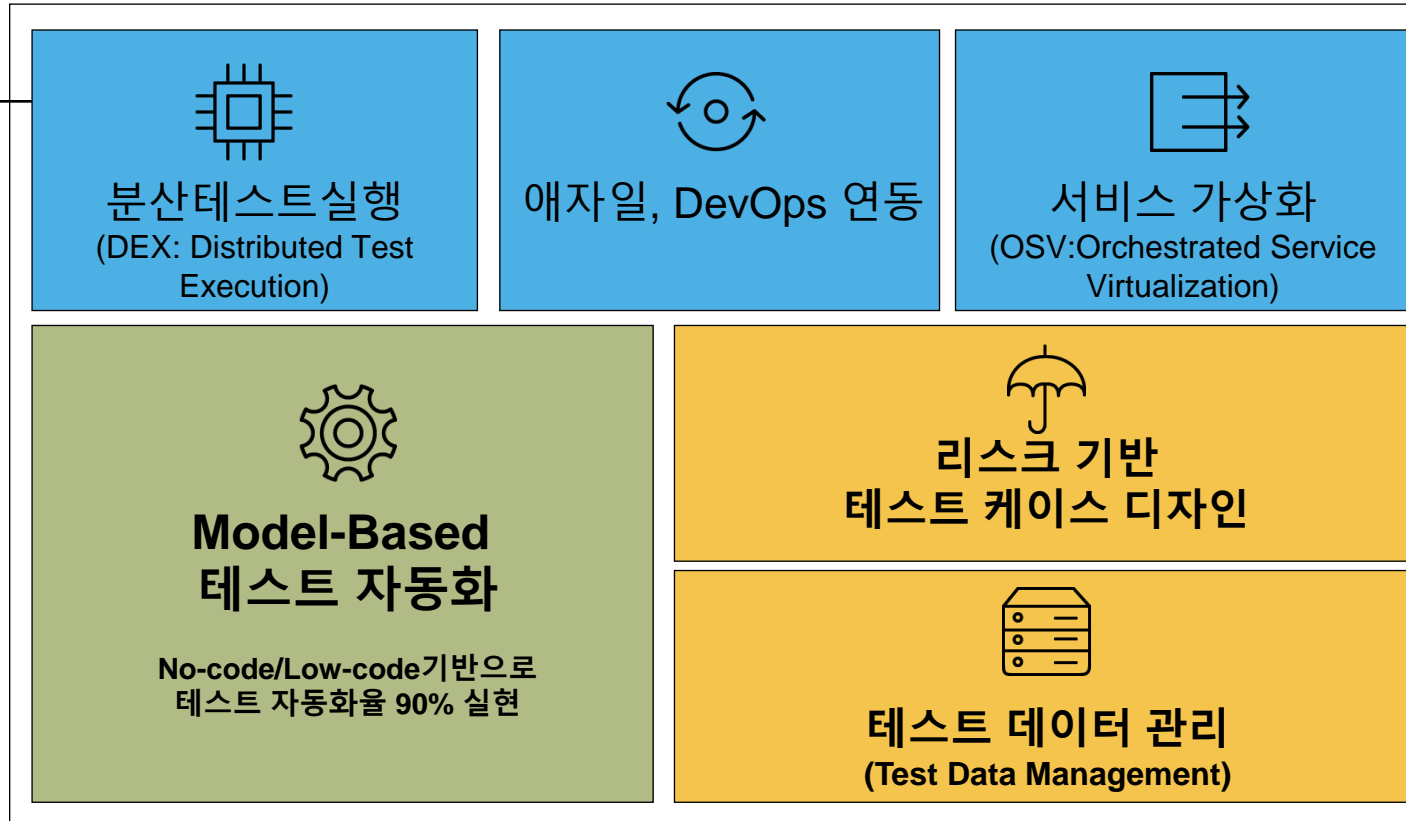 분산테스트실행
(DEX: Distributed Test
Execution)
애자일, DevOps 연동
서비스 가상화
(OSV:Orchestrated Service
Virtualization)
Model-Based
테스트 자동화
No-code/Low-code기반으로
테스트 자동화율 90% 실현
리스크 기반
테스트 케이스 디자인
테스트 데이터 관리
(Test Data Management)